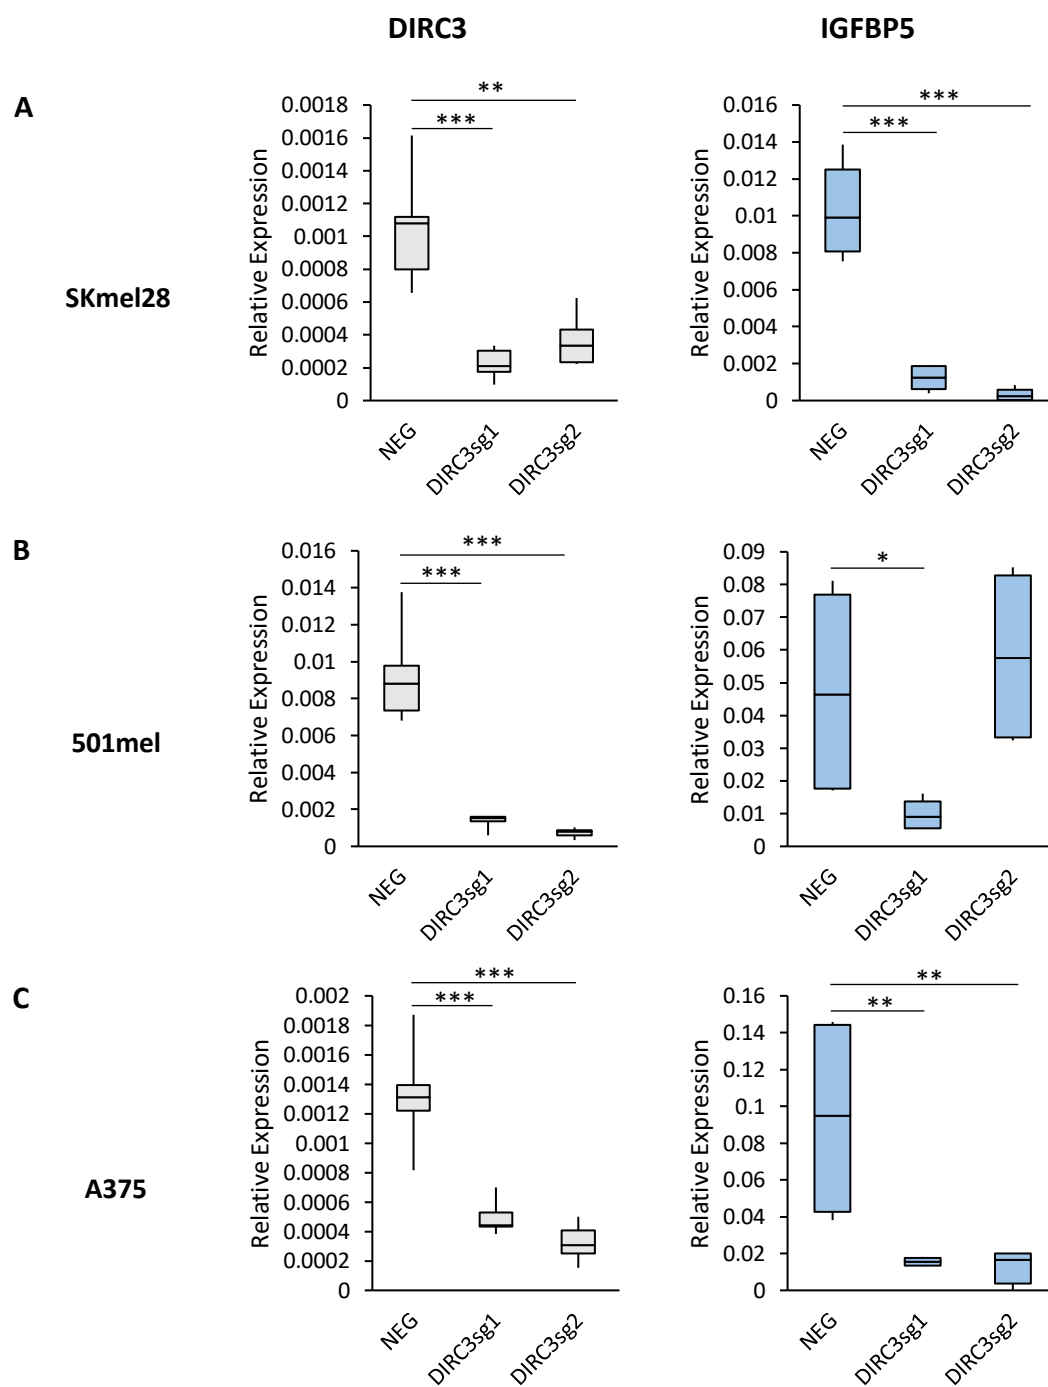 DIRC3 IGFBP5
A
SKmel28
Relative Expression
0.0018
0.0016
0.0014
0.0012
0.001
0.0008
0.0006
0.0004
0.0002
0
**
***
NEG
DIRC3sg1
DIRC3sg2
Relative Expression
0.016
0.014
0.012
0.01
0.008
0.006
0.004
0.002
0
***
***
NEG
DIRC3sg1
DIRC3sg2
B
501mel
Relative Expression
0.016
0.014
0.012
0.01
0.008
0.006
0.004
0.002
0
***
***
NEG
DIRC3sg1
DIRC3sg2
Relative Expression
0.09
0.08
0.07
0.06
0.05
0.04
0.03
0.02
0.01
0
*
NEG
DIRC3sg1
DIRC3sg2
C
A375
Relative Expression
0.002
0.0018
0.0016
0.0014
0.0012
0.001
0.0008
0.0006
0.0004
0.0002
0
***
***
NEG
DIRC3sg1
DIRC3sg2
Relative Expression
0.16
0.14
0.12
0.1
0.08
0.06
0.04
0.02
0
**
**
NEG
DIRC3sg1
DIRC3sg2